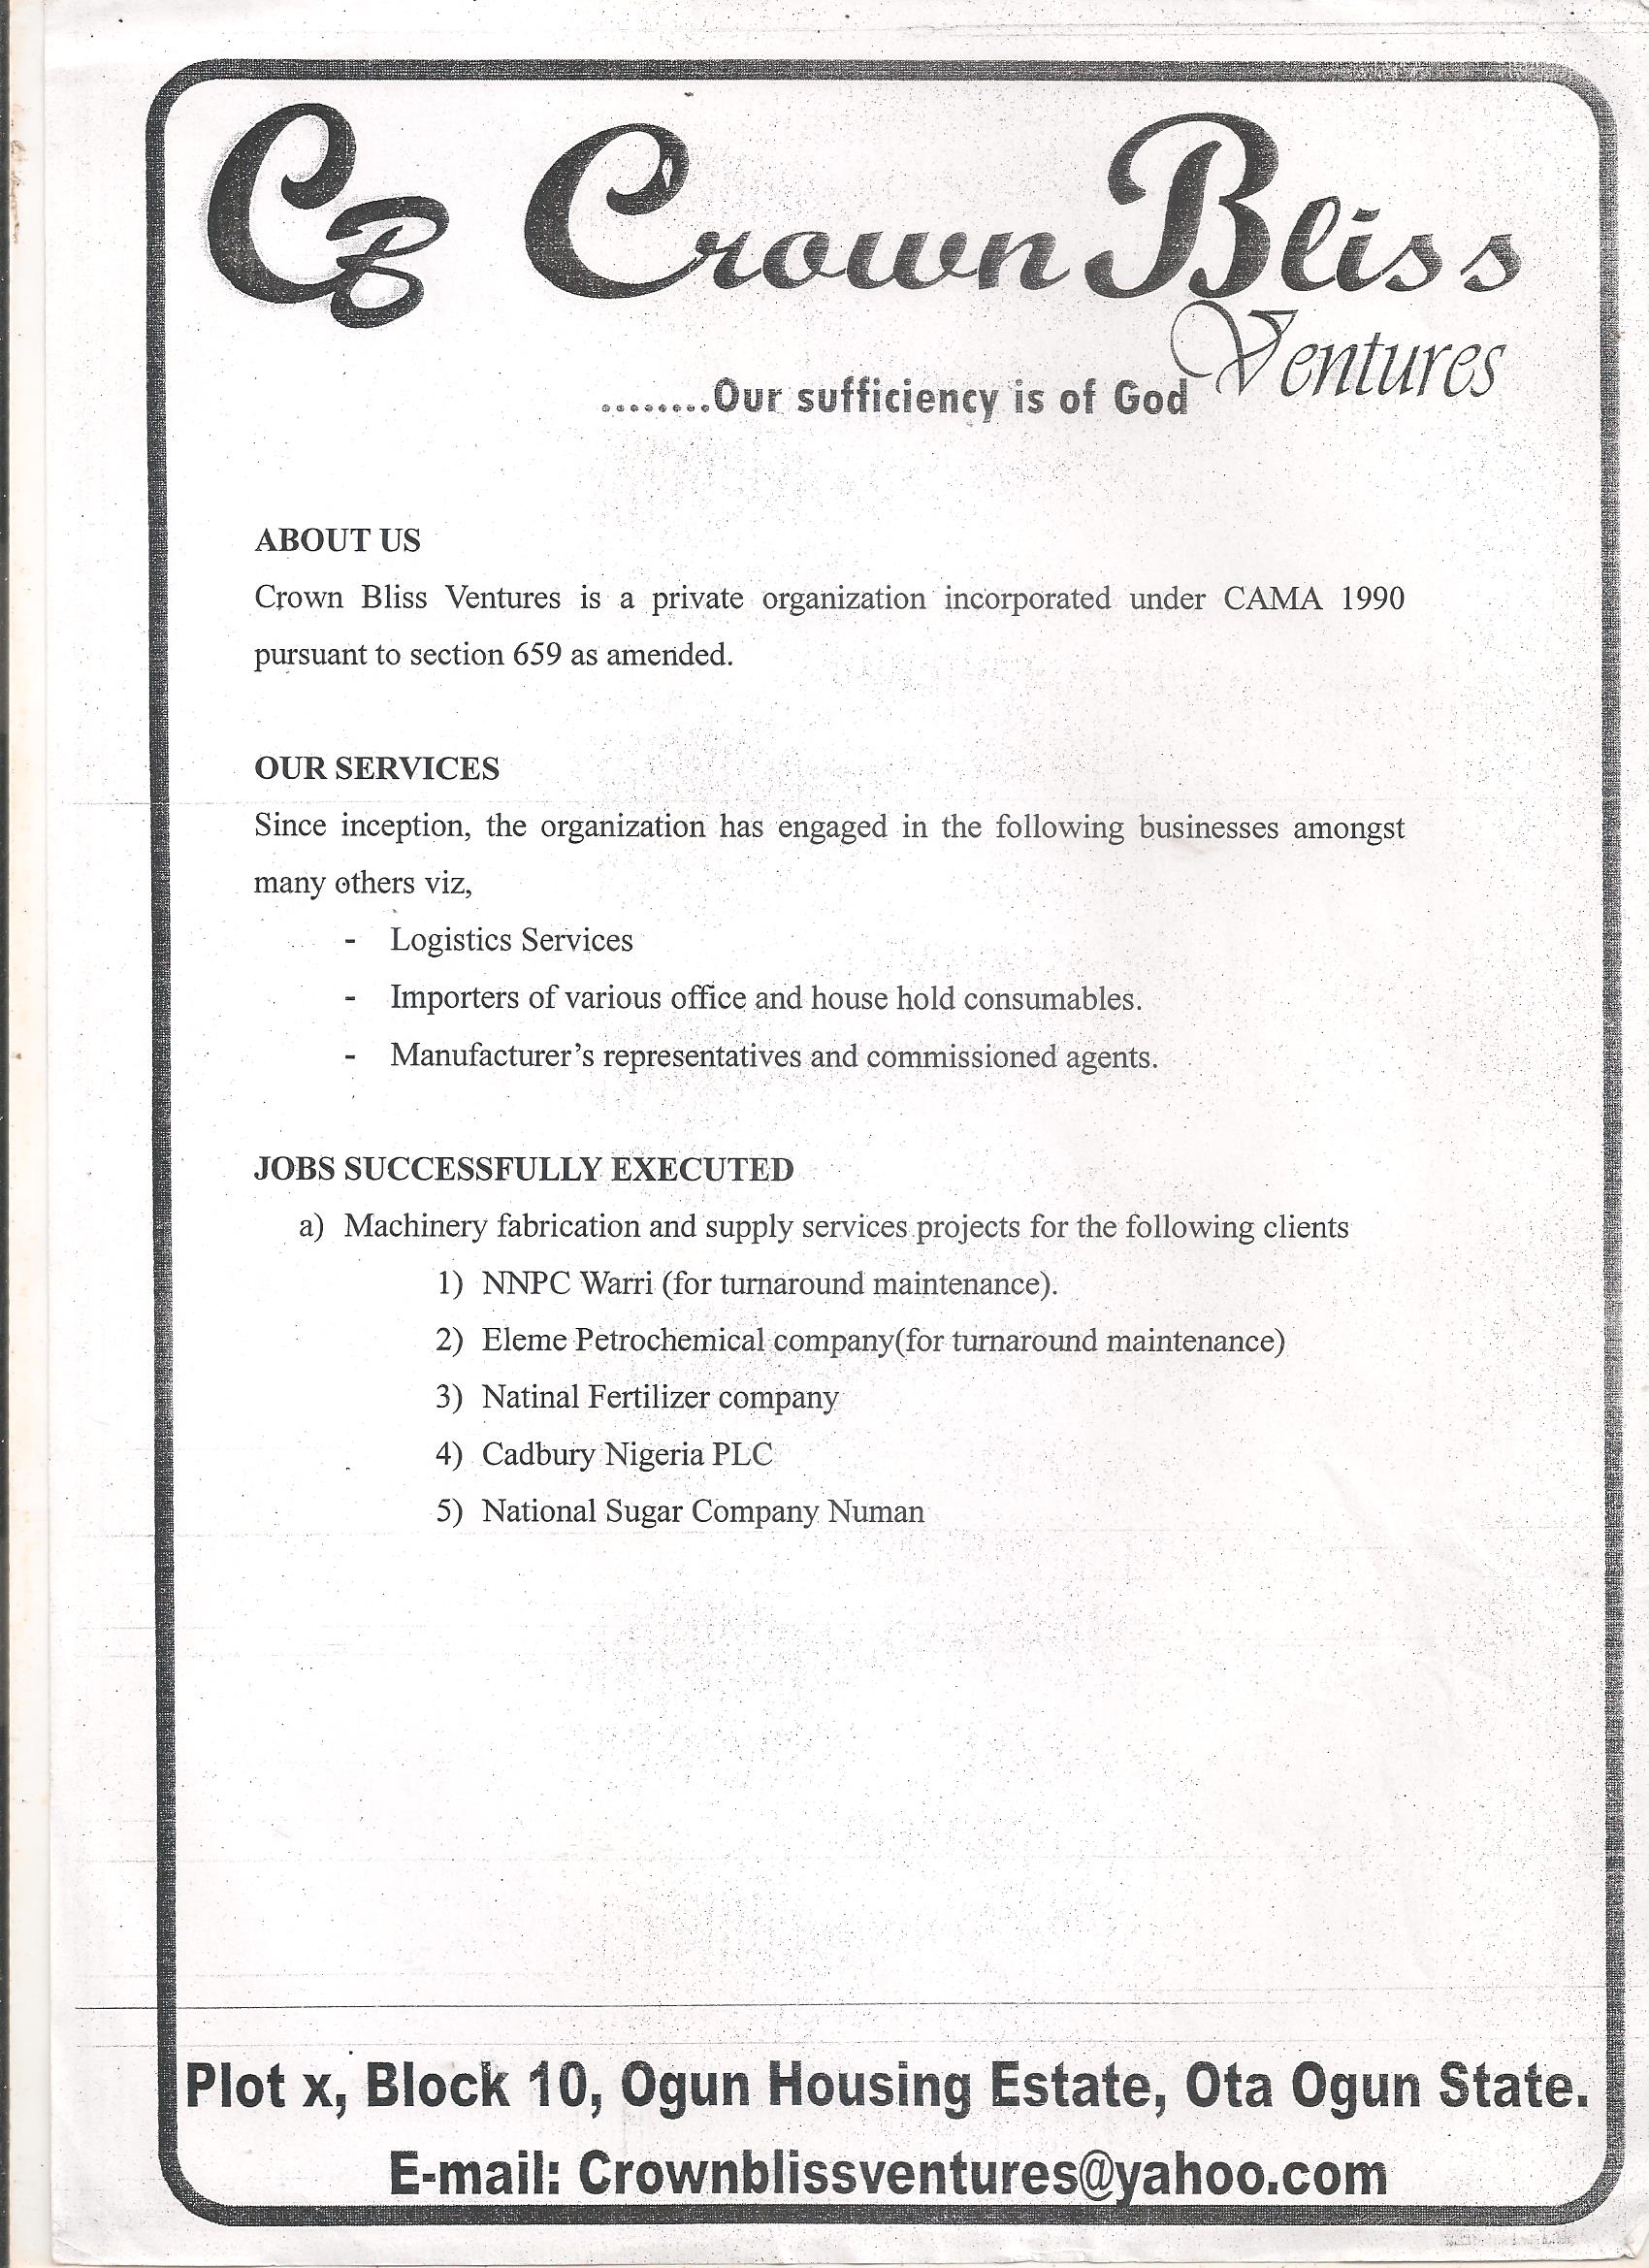 CB Crown Bliss
Ventures
........Our sufficiency is of God
ABOUT US
Crown Bliss Ventures is a private organization incorporated under CAMA 1990
pursuant to section 659 as amended.
OUR SERVICES
Since inception, the organization has engaged in the following businesses amongst
many others viz,
- Logistics Services
- Importers of various office and house hold consumables.
- Manufacturer’s representatives and commissioned agents.
JOBS SUCCESSFULLY EXECUTED
a) Machinery fabrication and supply services projects for the following clients
1) NNPC Warri (for turnaround maintenance).
2) Eleme Petrochemical company(for turnaround maintenance)
3) Natinal Fertilizer company
4) Cadbury Nigeria PLC
5) National Sugar Company Numan
Plot x, Block 10, Ogun Housing Estate, Ota Ogun State.
E-mail: Crownblissventures@yahoo.com